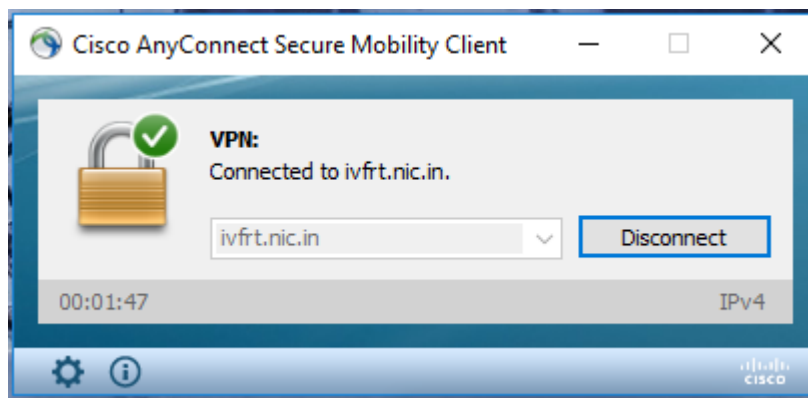 Cisco AnyConnect Secure Mobility Client
VPN:
Connected to ivfrt.nic.in.
ivfrt.nic.in
Disconnect
00:01:47
IPv4
CISCO